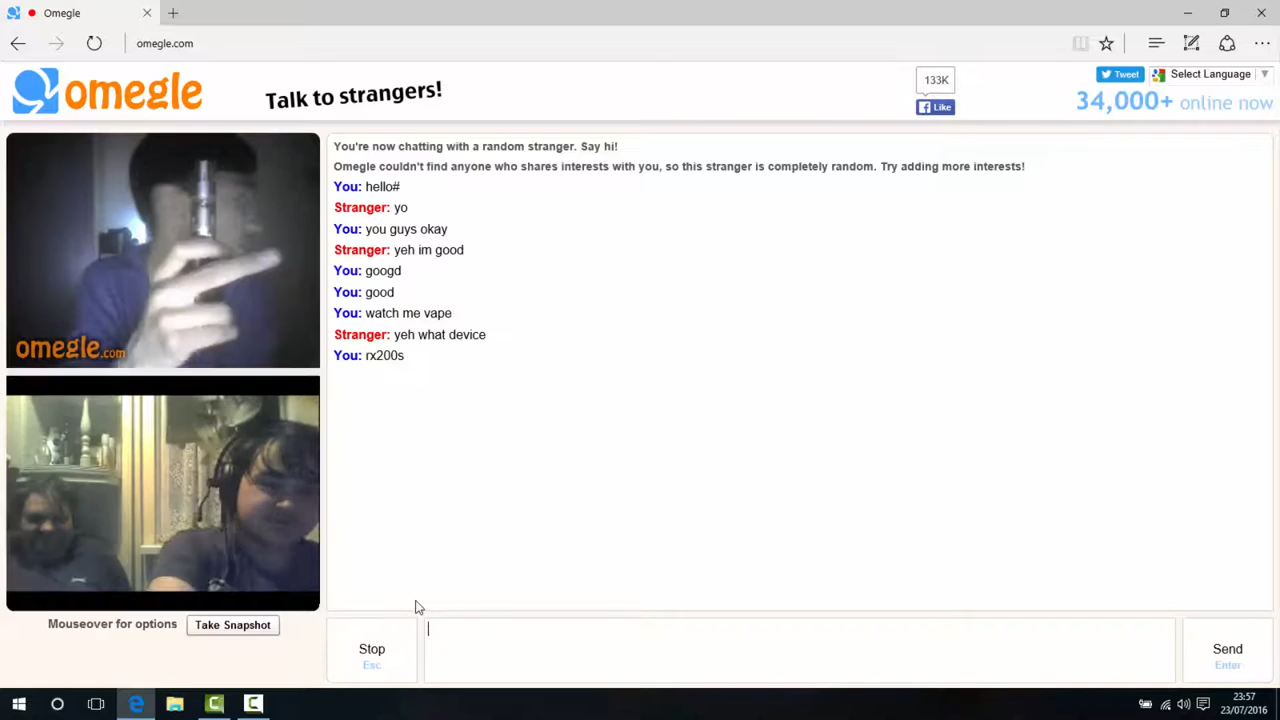 Omegle
omegle.com
omegle
Talk to strangers!
133K
Like
Tweet
Select Language
34,000+ online now
omegle.com
You're now chatting with a random stranger. Say hi!
Omegle couldn't find anyone who shares interests with you, so this stranger is completely random. Try adding more interests!
You: hello#
Stranger: yo
You: you guys okay
Stranger: yeh im good
You: googd
You: good
You: watch me vape
Stranger: yeh what device
You: rx200s
Mouseover for options
Take Snapshot
Stop
Esc
Send
Enter
23:57
23/07/2016